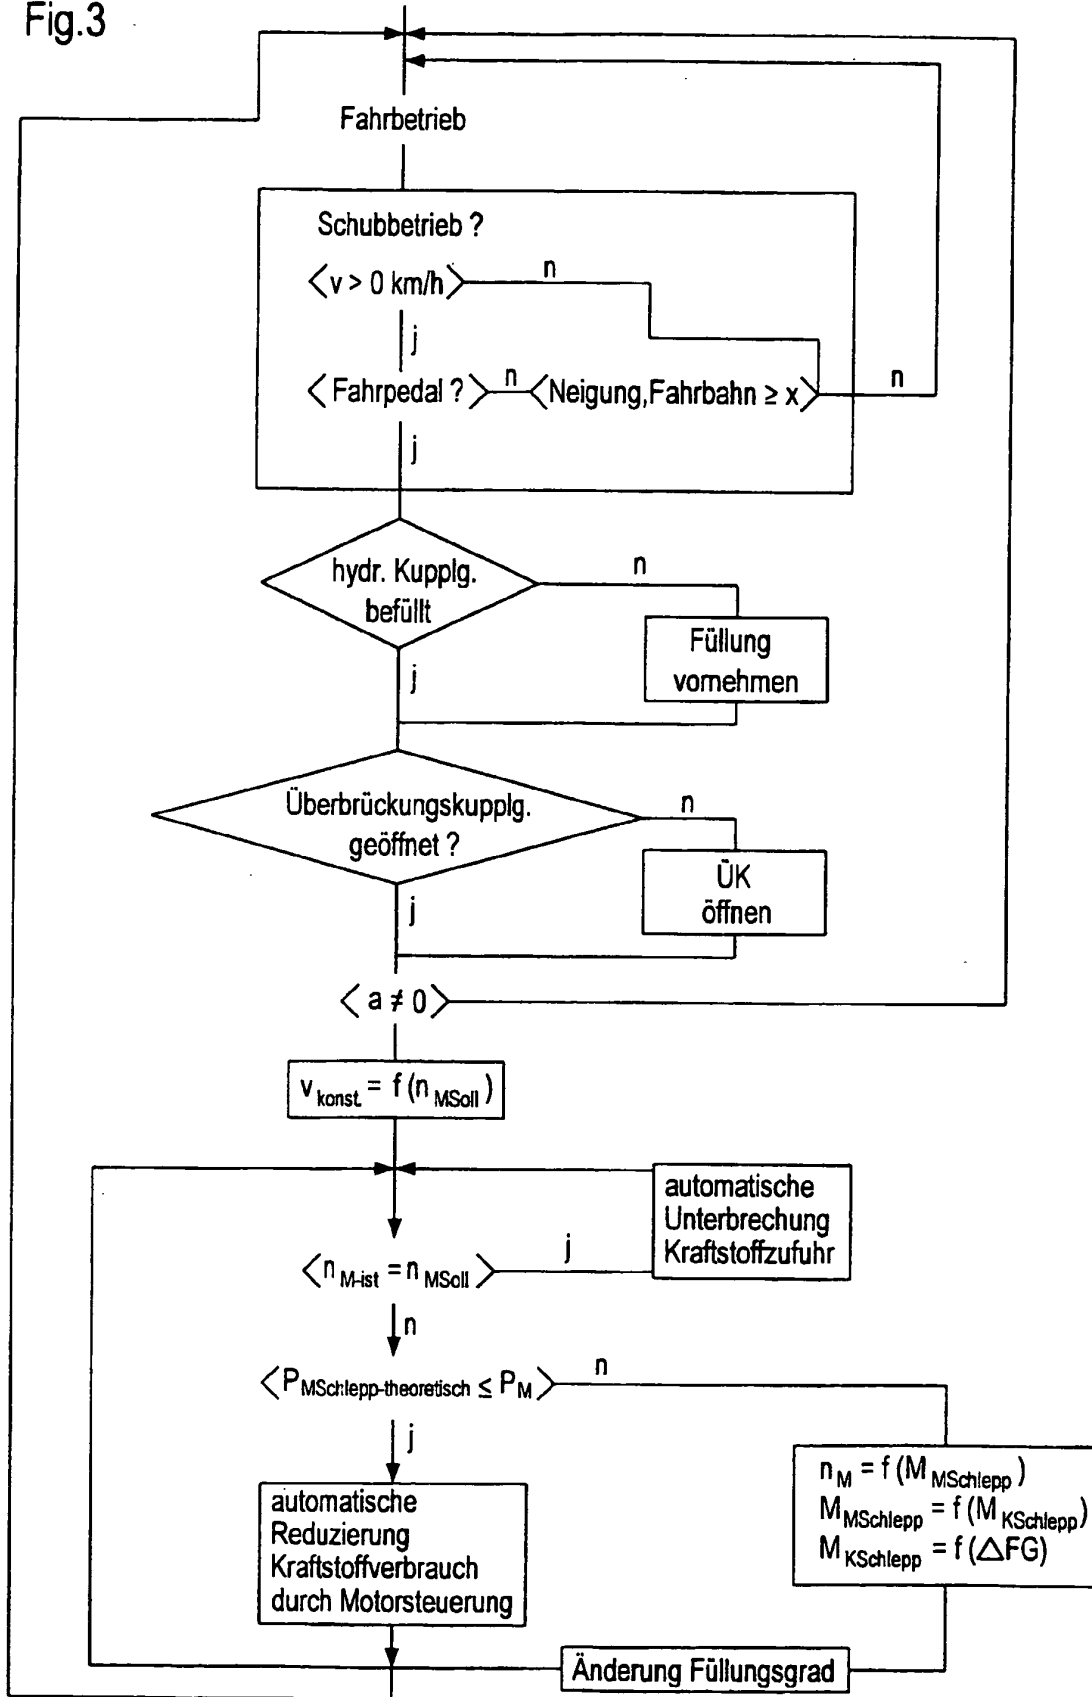 Fig.3
Fahrbetrieb
Schubbetrieb ?
v > 0 km/h
n
j
Fahrpedal ?
n
Neigung,Fahrbahn ≥ x
n
j
hydr. Kupplg.
befüllt
n
Füllung
vornehmen
j
Überbrückungskupplg.
geöffnet ?
n
ÜK
öffnen
j
a ≠ 0
v konst. = f ( n MSoll )
automatische
Unterbrechung
Kraftstoffzufuhr
n M-ist = n MSoll
j
n
P MSchlepp-theoretisch ≤ P M
n
j
n M = f ( M MSchlepp )
M MSchlepp = f ( M KSchlepp )
M KSchlepp = f ( △FG)
automatische
Reduzierung
Kraftstoffverbrauch
durch Motorsteuerung
Änderung Füllungsgrad